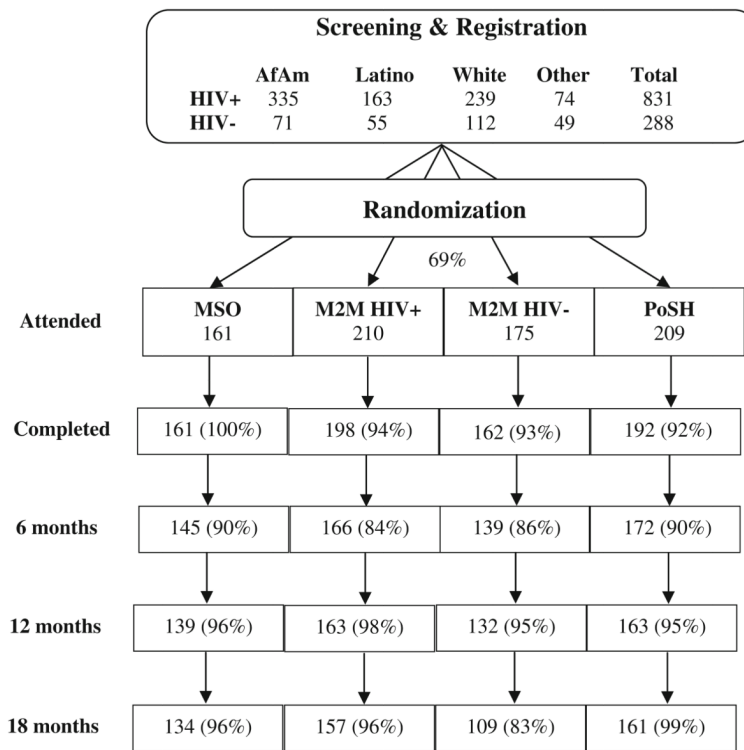 Screening & Registration
AfAm Latino White Other Total
HIV+ 335 163 239 74 831
HIV- 71 55 112 49 288
Randomization
69%
MSO M2M HIV+ M2M HIV- PoSH
Attended 161 210 175 209
Completed 161 (100%) 198 (94%) 162 (93%) 192 (92%)
6 months 145 (90%) 166 (84%) 139 (86%) 172 (90%)
12 months 139 (96%) 163 (98%) 132 (95%) 163 (95%)
18 months 134 (96%) 157 (96%) 109 (83%) 161 (99%)